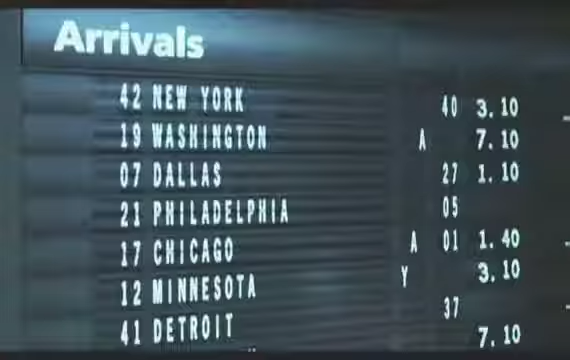 Arrivals
42 NEW YORK 40 3.10
19 WASHINGTON A 7.10
07 DALLAS 27 1.10
21 PHILADELPHIA 05
17 CHICAGO A 01 1.40
12 MINNESOTA Y 3.10
41 DETROIT 37 7.10